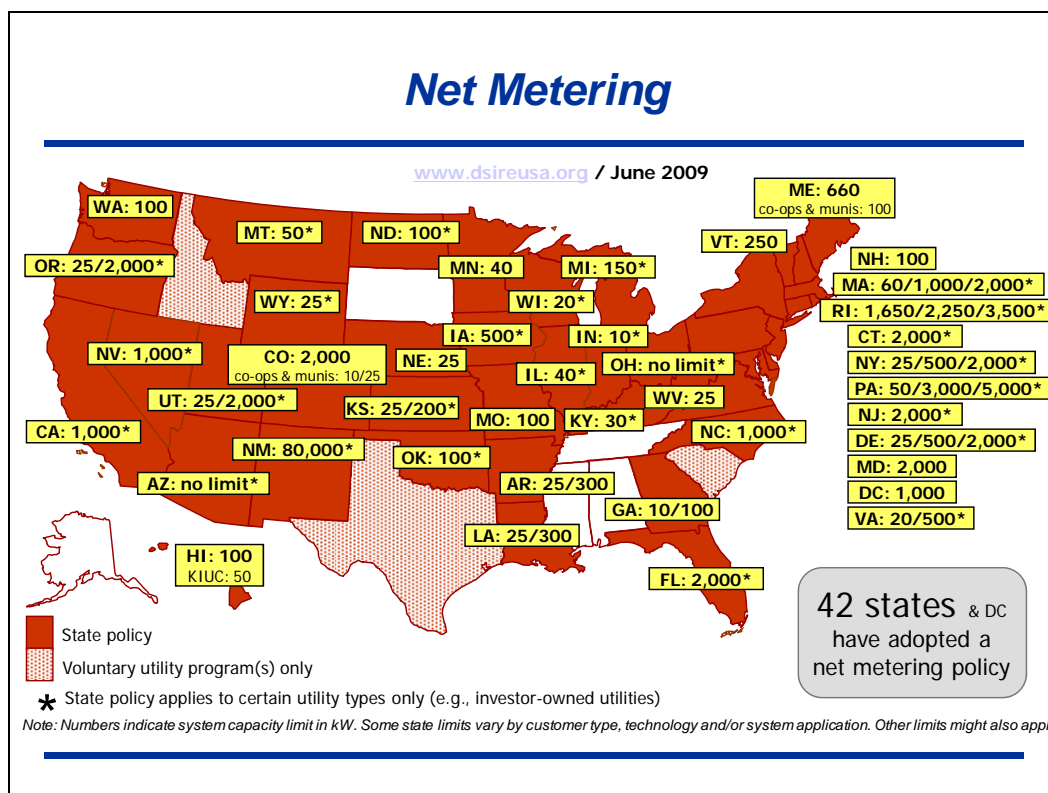 Net Metering
www.dsireusa.org / June 2009
ME: 660
co-ops & munis: 100
WA: 100
MT: 50*
ND: 100*
VT: 250
NH: 100
OR: 25/2,000*
MN: 40
MI: 150*
MA: 60/1,000/2,000*
WY: 25*
WI: 20*
RI: 1,650/2,250/3,500*
IA: 500*
IN: 10*
CT: 2,000*
NV: 1,000*
CO: 2,000
co-ops & munis: 10/25
NE: 25
IL: 40*
OH: no limit*
NY: 25/500/2,000*
PA: 50/3,000/5,000*
UT: 25/2,000*
KS: 25/200*
WV: 25
NJ: 2,000*
MO: 100
KY: 30*
CA: 1,000*
NC: 1,000*
DE: 25/500/2,000*
NM: 80,000*
OK: 100*
MD: 2,000
AZ: no limit*
AR: 25/300
DC: 1,000
GA: 10/100
VA: 20/500*
LA: 25/300
HI: 100
KIUC: 50
FL: 2,000*
42 states & DC
have adopted a
net metering policy
State policy
Voluntary utility program(s) only
* State policy applies to certain utility types only (e.g., investor-owned utilities)
Note: Numbers indicate system capacity limit in kW. Some state limits vary by customer type, technology and/or system application. Other limits might also appl